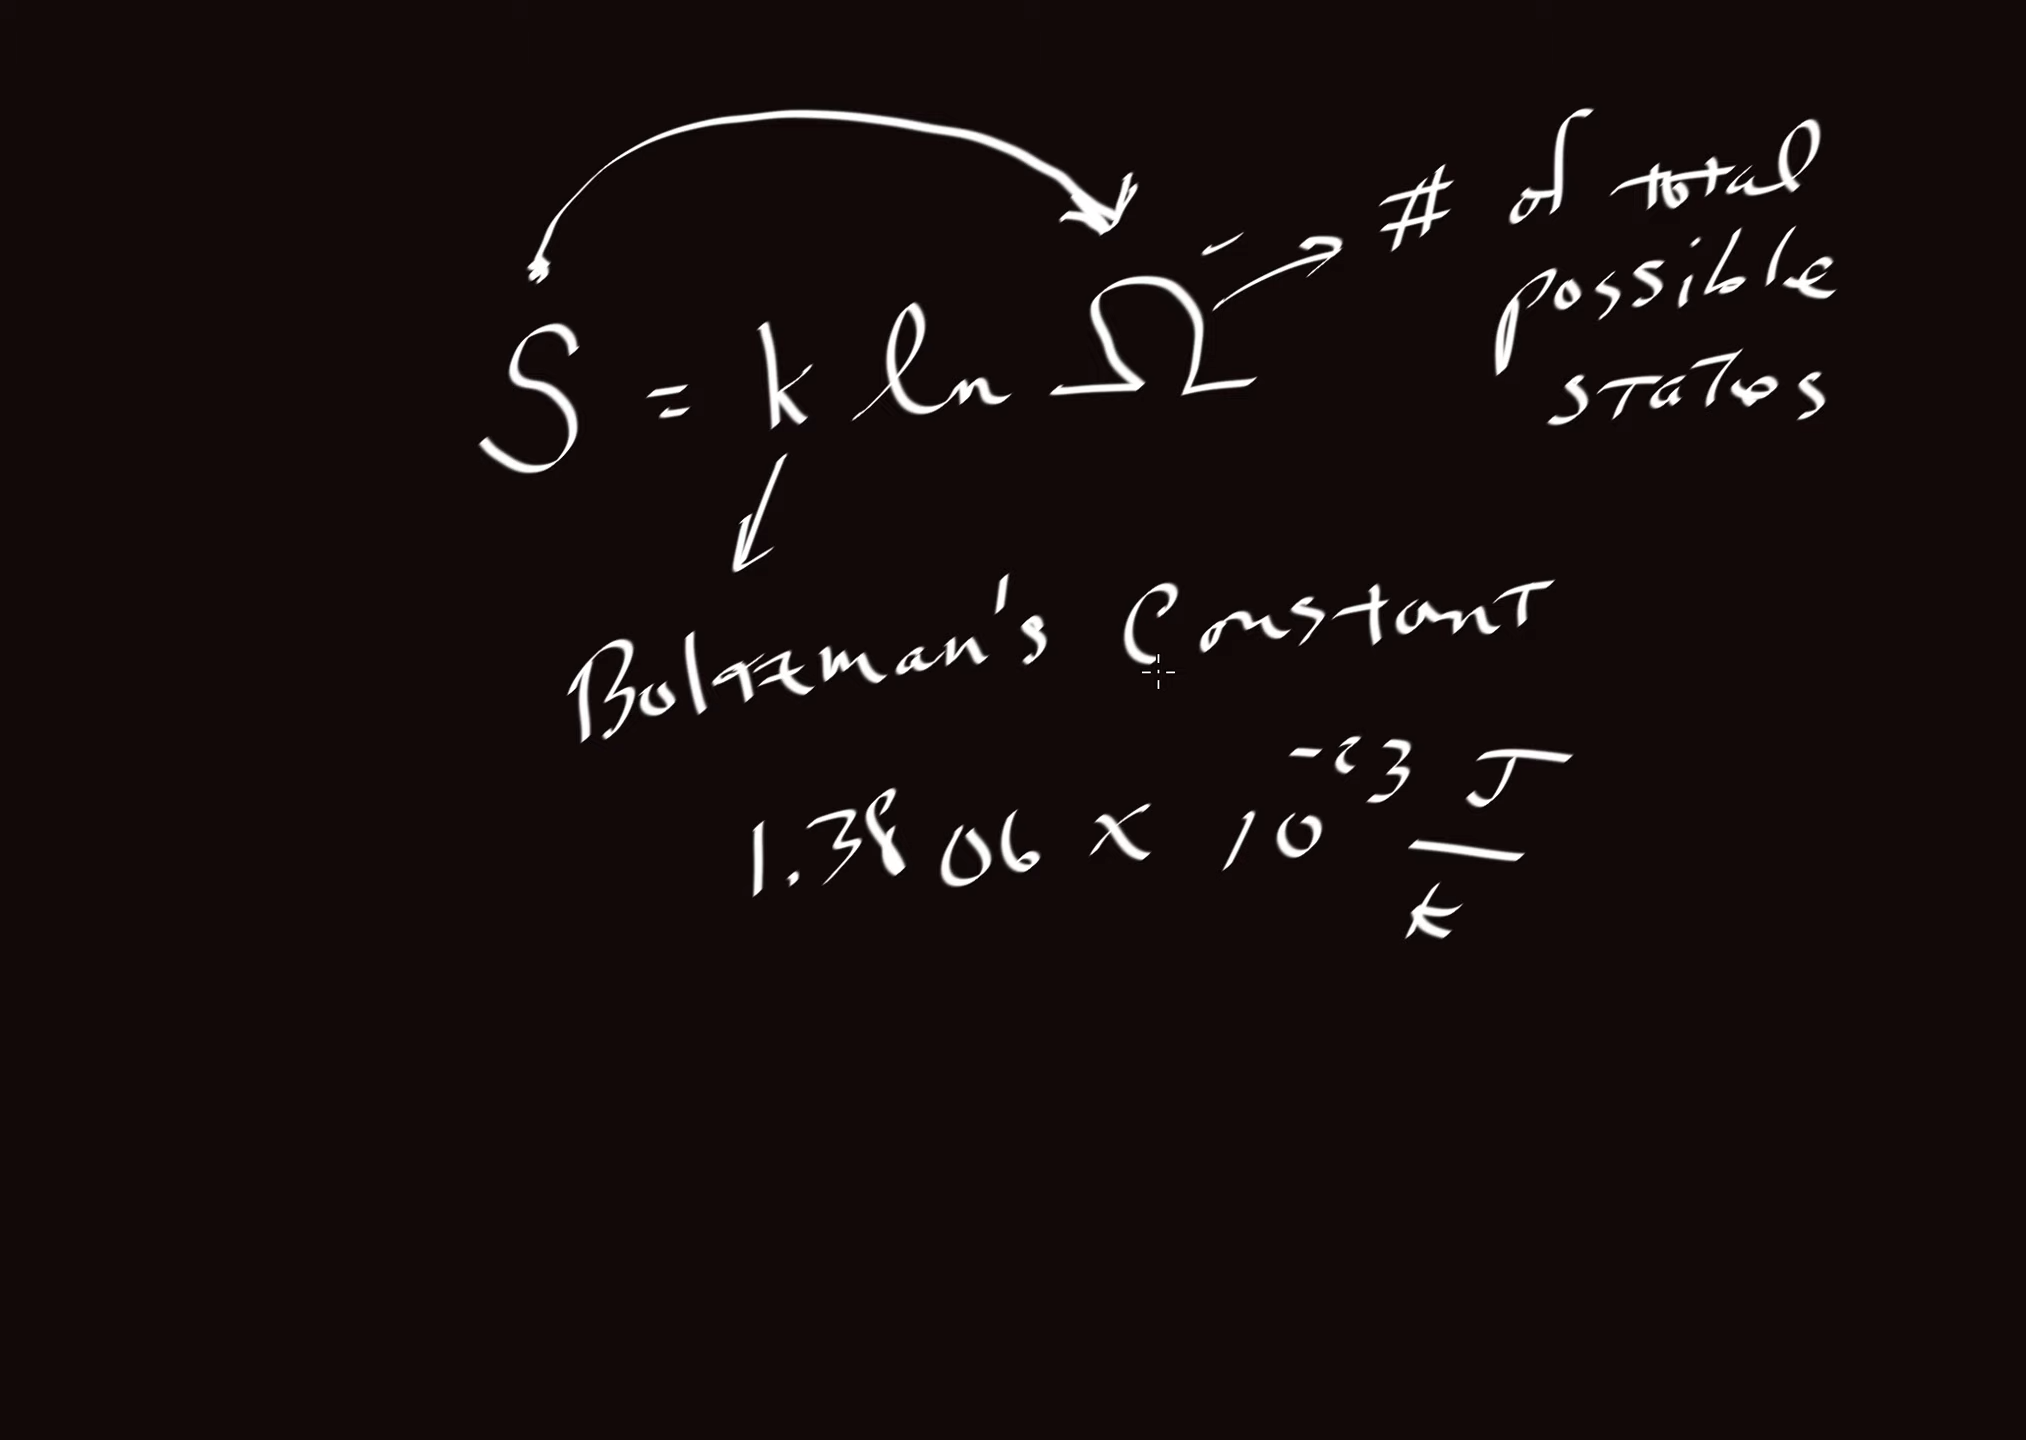 S = k ln Ω
# of total
possible
states
Boltzman's Constant
1.3806 x 10⁻²³ J/K